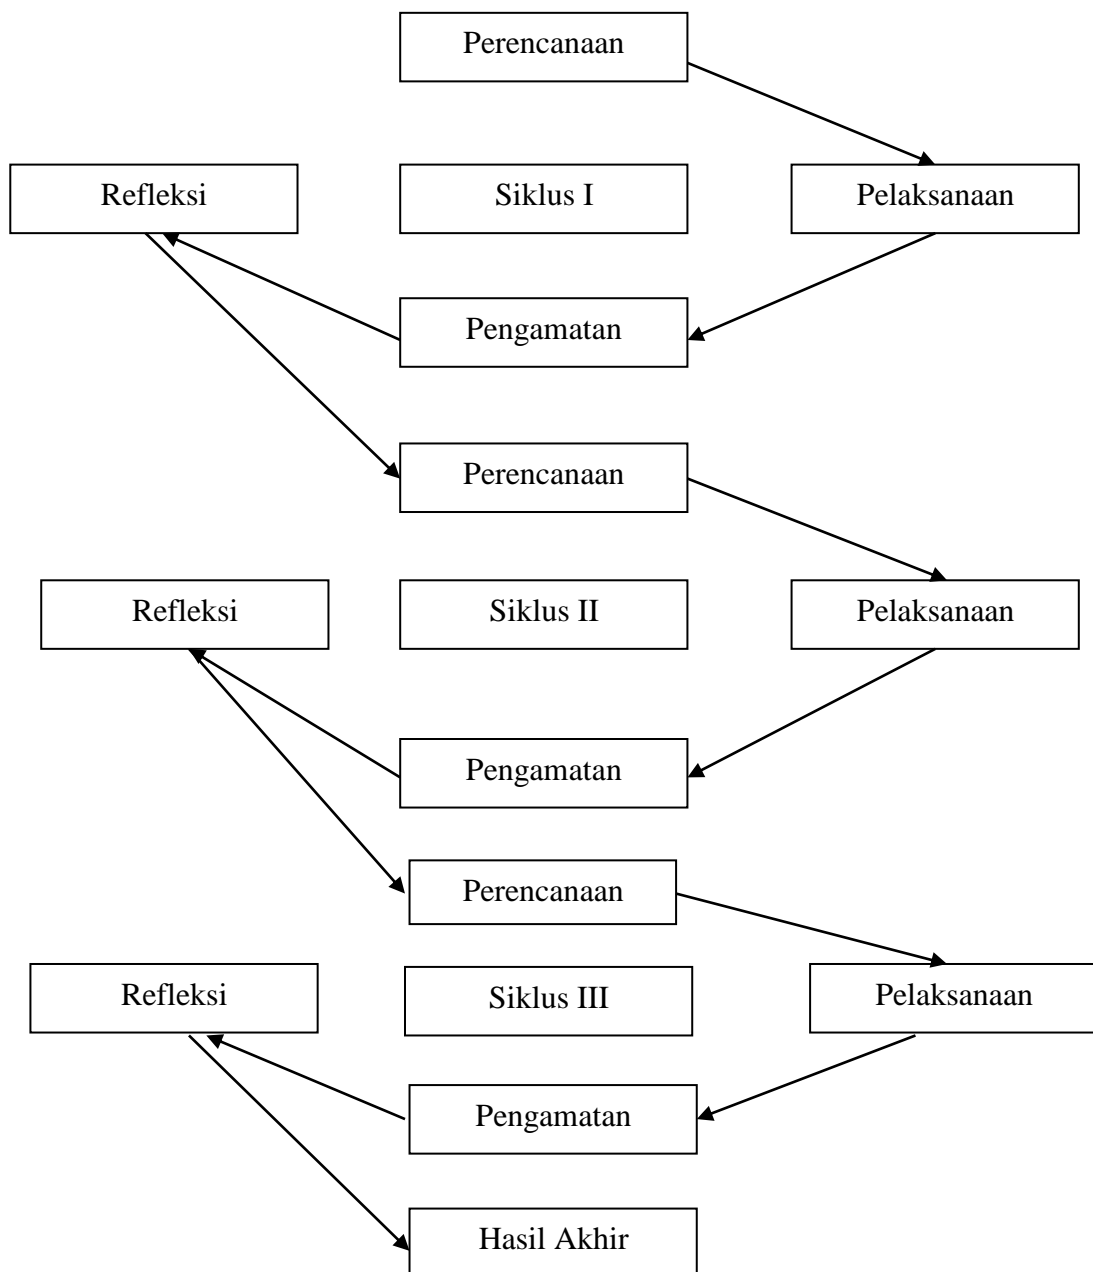 Perencanaan
Refleksi
Siklus I
Pelaksanaan
Pengamatan
Perencanaan
Refleksi
Siklus II
Pelaksanaan
Pengamatan
Perencanaan
Refleksi
Siklus III
Pelaksanaan
Pengamatan
Hasil Akhir